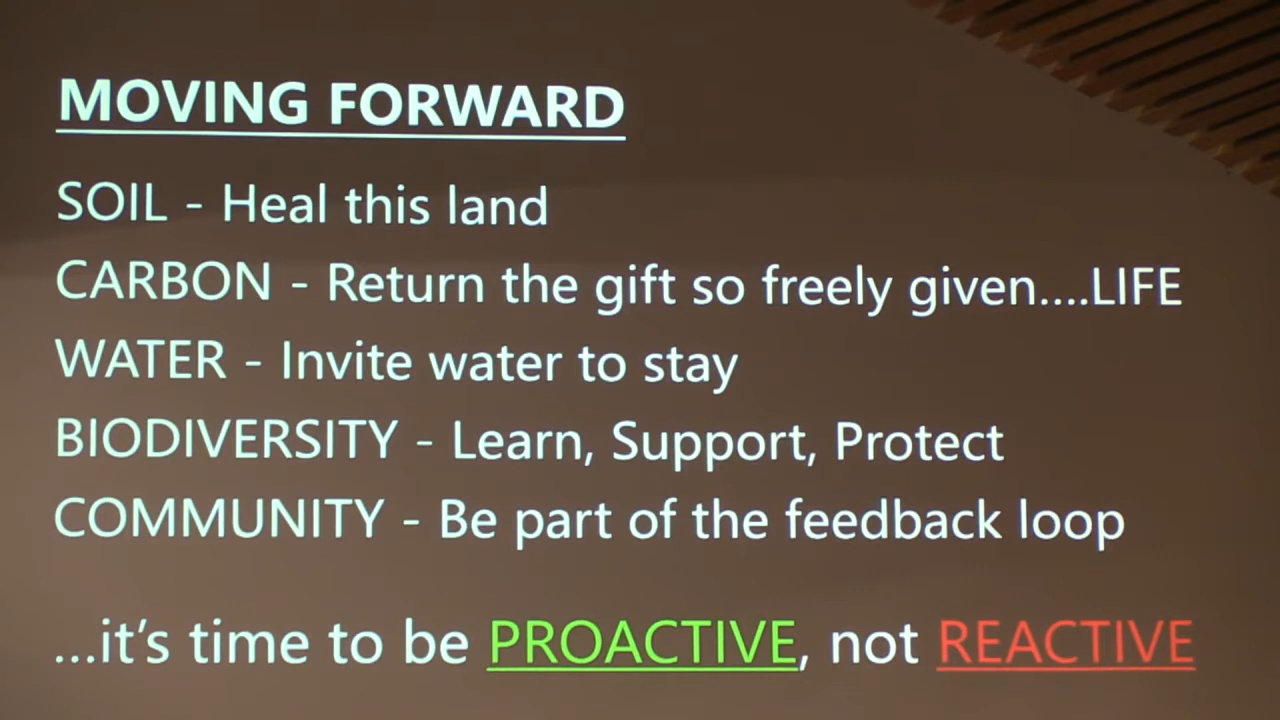 MOVING FORWARD
SOIL - Heal this land
CARBON - Return the gift so freely given....LIFE
WATER - Invite water to stay
BIODIVERSITY - Learn, Support, Protect
COMMUNITY - Be part of the feedback loop
...it's time to be PROACTIVE, not REACTIVE